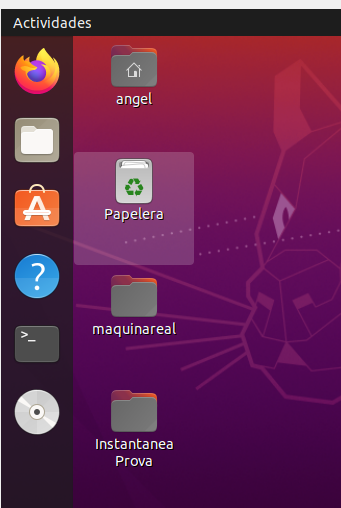 Actividades
angel
Papelera
>_
maquinareal
Instantanea
Prova